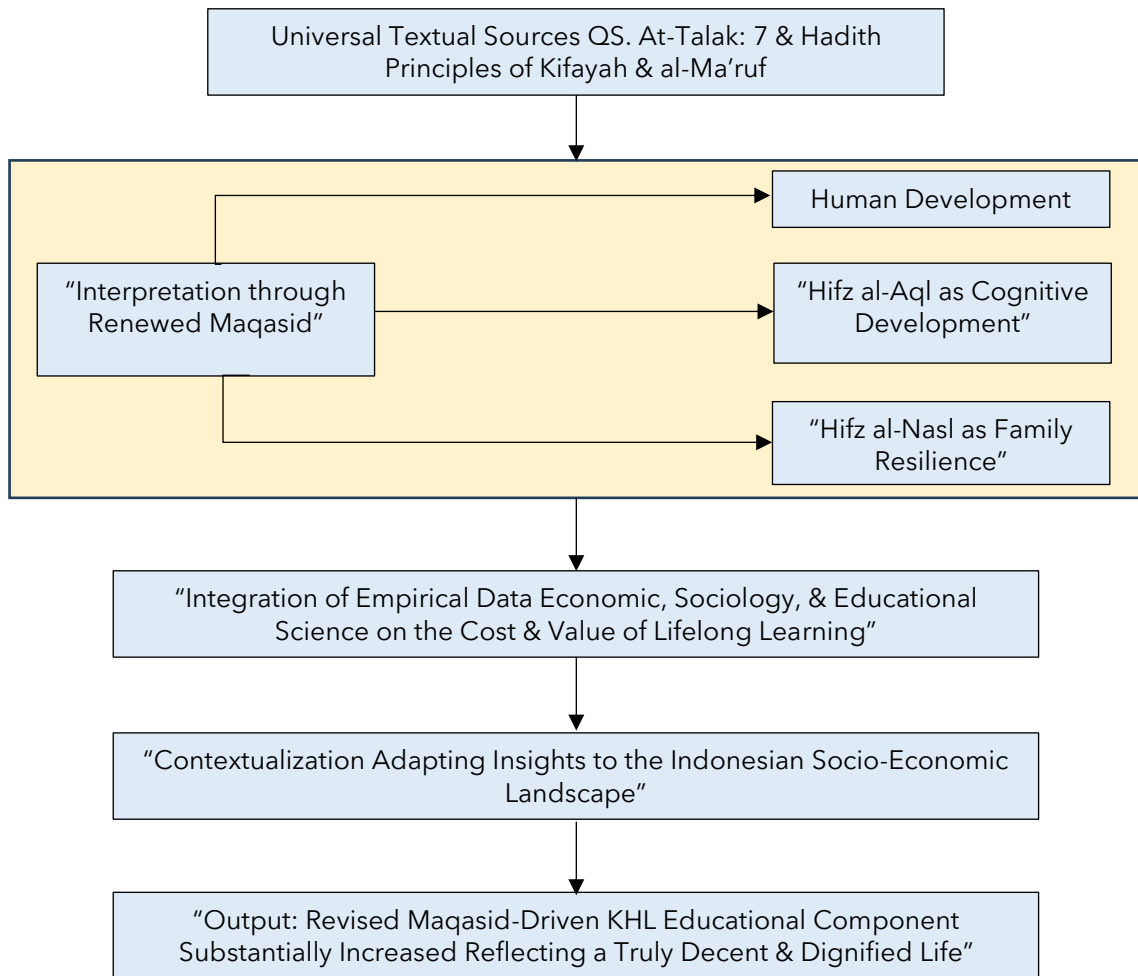 Universal Textual Sources QS. At-Talak: 7 & Hadith
Principles of Kifayah & al-Ma’ruf
Human Development
“Interpretation through
Renewed Maqasid”
“Hifz al-Aql as Cognitive
Development”
“Hifz al-Nasl as Family
Resilience”
“Integration of Empirical Data Economic, Sociology, & Educational
Science on the Cost & Value of Lifelong Learning”
“Contextualization Adapting Insights to the Indonesian Socio-Economic
Landscape”
“Output: Revised Maqasid-Driven KHL Educational Component
Substantially Increased Reflecting a Truly Decent & Dignified Life”